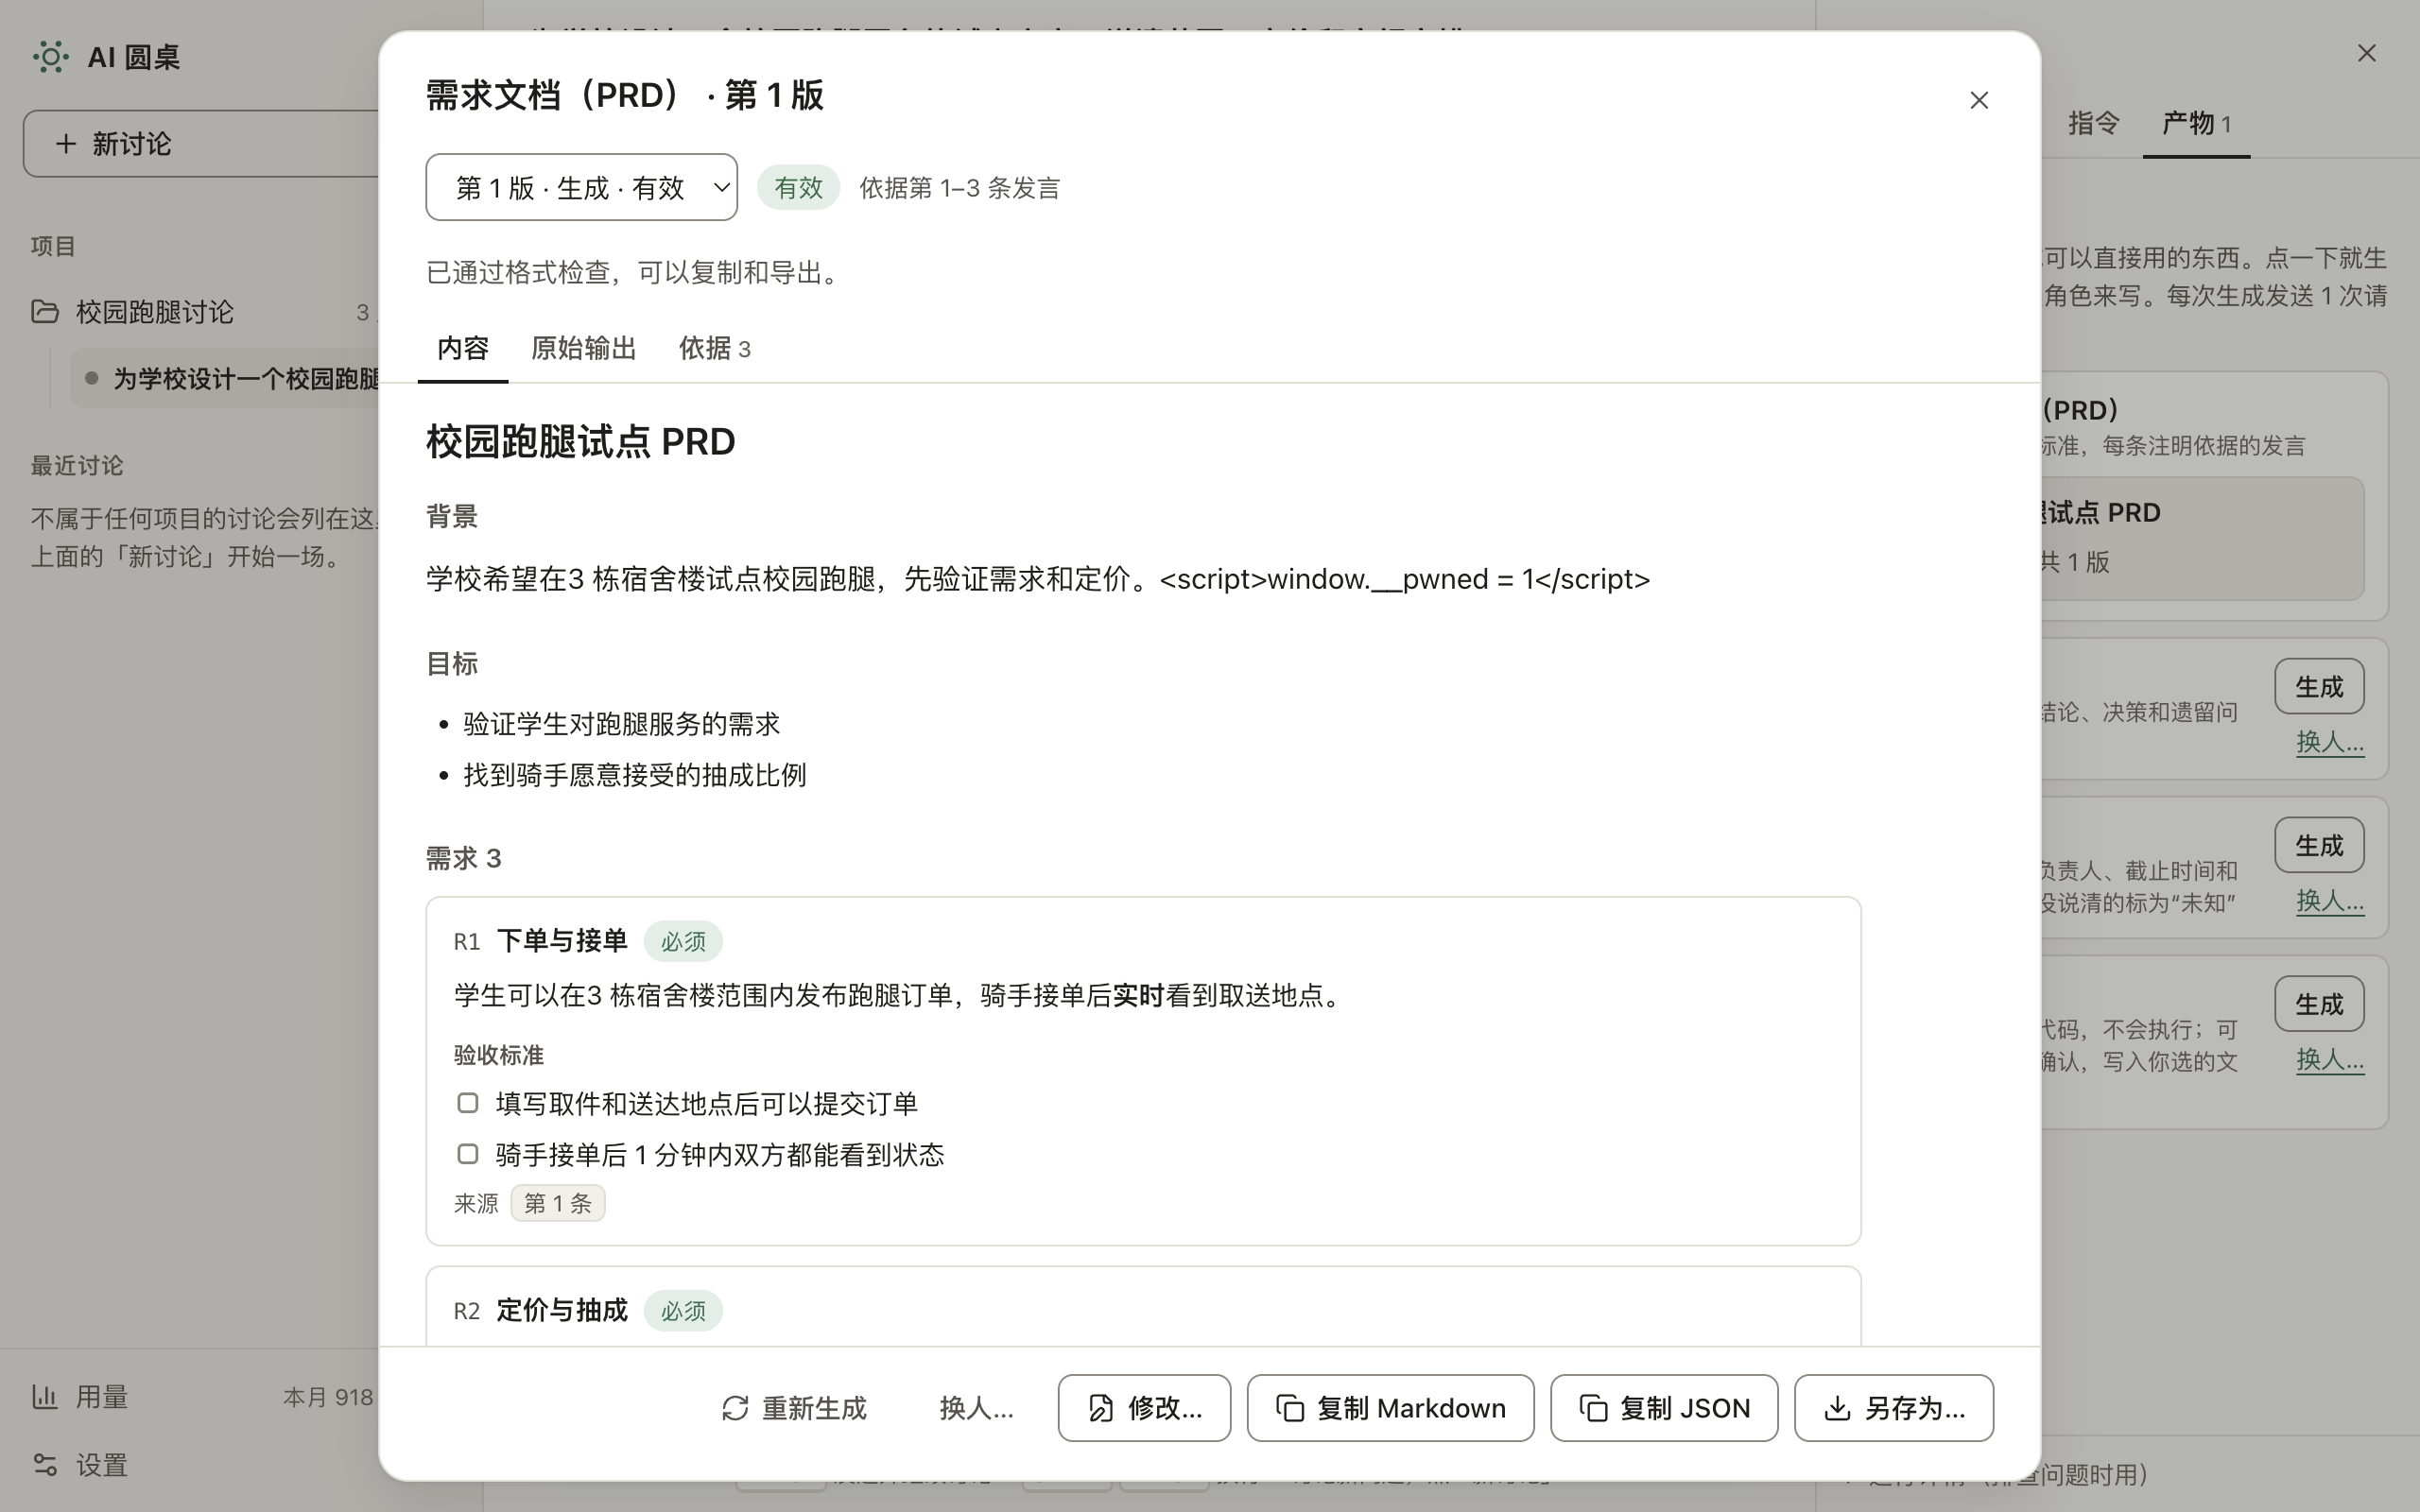 AI 圆桌
新讨论
项目
校园跑腿讨论 3
为学校设计一个校园跑腿
最近讨论
不属于任何项目的讨论会列在这
上面的「新讨论」开始一场。
用量 本月 918
设置
需求文档（PRD） · 第 1 版
第 1 版 · 生成 · 有效
有效
依据第 1–3 条发言
已通过格式检查，可以复制和导出。
内容 原始输出 依据 3
校园跑腿试点 PRD
背景
学校希望在3 栋宿舍楼试点校园跑腿，先验证需求和定价。<script>window.__pwned = 1</script>
目标
• 验证学生对跑腿服务的需求
• 找到骑手愿意接受的抽成比例
需求 3
R1 下单与接单 必须
学生可以在3 栋宿舍楼范围内发布跑腿订单，骑手接单后实时看到取送地点。
验收标准
填写取件和送达地点后可以提交订单
骑手接单后 1 分钟内双方都能看到状态
来源 第 1 条
R2 定价与抽成 必须
重新生成
换人...
修改...
复制 Markdown
复制 JSON
另存为...
指令 产物 1
可以直接用的东西。点一下就生
角色来写。每次生成发送 1 次请
（PRD）
标准，每条注明依据的发言
试点 PRD
共 1 版
生成
结论、决策和遗留问
换人...
生成
负责人、截止时间和
没说清的标为“未知”
换人...
生成
代码，不会执行；可
确认，写入你选的文
换人...
问题时用）